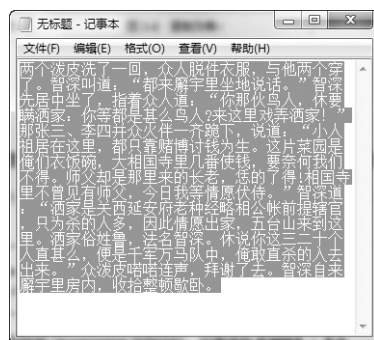 无标题 - 记事本
文件(F) 编辑(E) 格式(O) 查看(V) 帮助(H)
两个泼皮洗了一回，众人脱件衣服，与他两个穿
了。智深叫道：“都来廨宇里坐地说话。”智深
先居中坐了，指着众人道：“你那伙鸟人，休要
瞒洒家：你等都是甚么鸟人?来这里戏弄洒家！”
那张三、李四并众火伴一齐跪下，说道：“小人
祖居在这里，都只靠赌博讨钱为生。这片菜园是
俺们衣饭碗，大相国寺里几番使钱，要奈何我们
不得。师父却是那里来的长老，恁的了得!相国寺
里不曾见有师父，今日我等情愿伏侍。”智深道
：“洒家是关西延安府老种经略相公帐前提辖官
，只为杀的人多，因此情愿出家，五台山来到这
里。洒家俗姓鲁，法名智深。休说你这三二十个
人直甚么，便是千军万马队中，俺敢直杀的入去
出来。”众泼皮喏喏连声，拜谢了去。智深自来
廨宇里房内，收拾整顿歇卧。